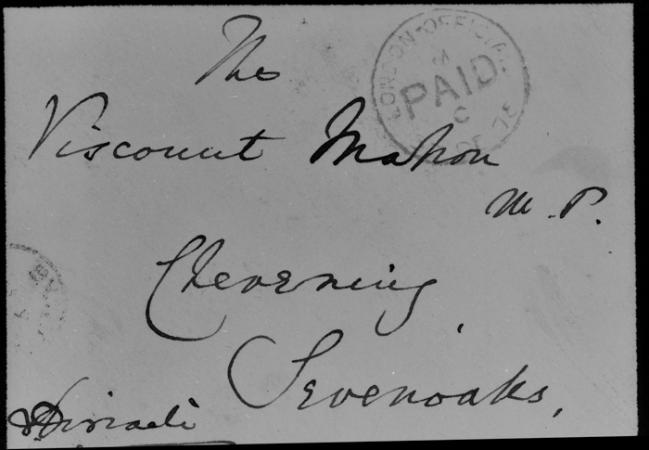 The
Viscount Mahon
M.P.
Chevening,
Sevenoaks,
Disraeli
LONDON-OFFICIAL
PAID